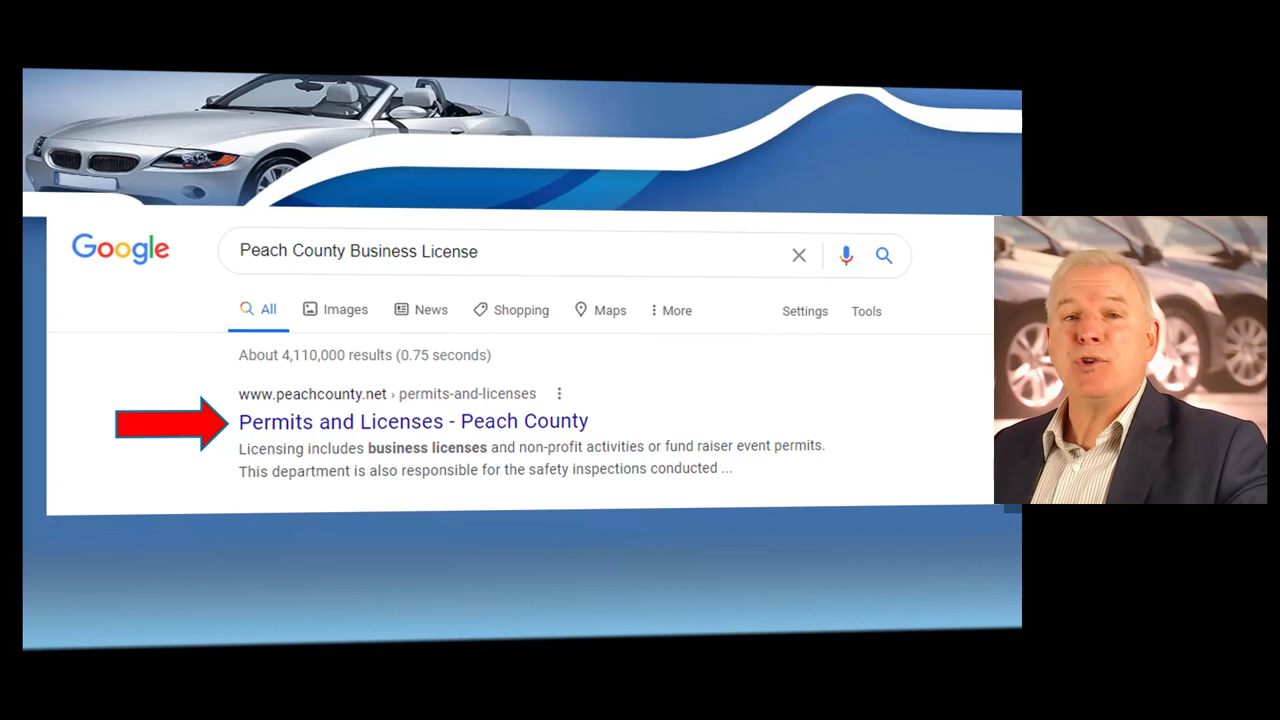 Google
Peach County Business License
All Images News Shopping Maps More Settings Tools
About 4,110,000 results (0.75 seconds)
www.peachcounty.net › permits-and-licenses
Permits and Licenses - Peach County
Licensing includes business licenses and non-profit activities or fund raiser event permits.
This department is also responsible for the safety inspections conducted ...